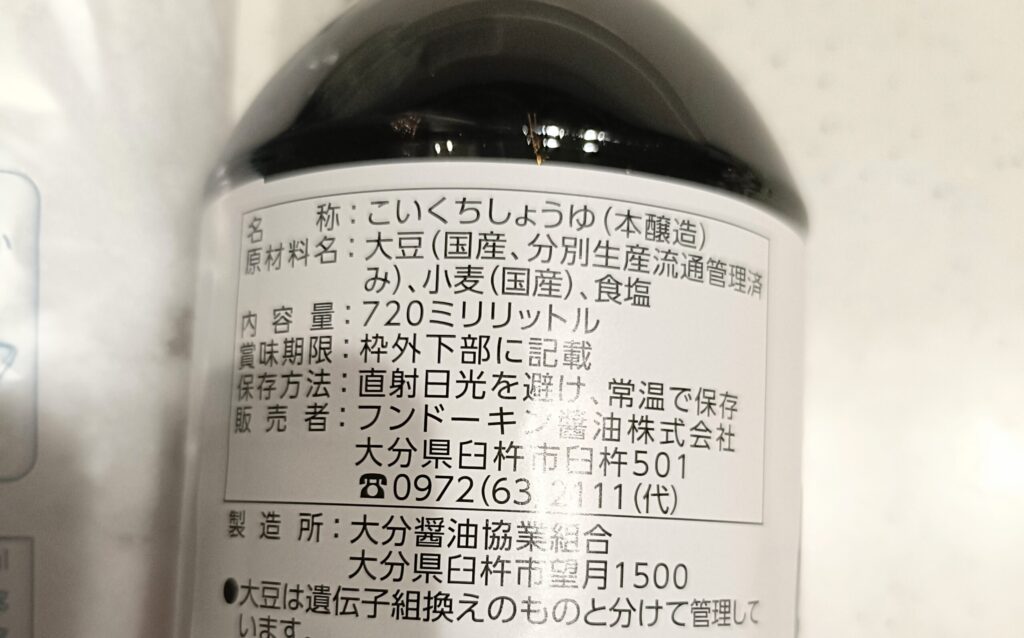 名称：こいくちしょうゆ(本醸造)
原材料名：大豆(国産、分別生産流通管理済
み)、小麦(国産)、食塩
内容量：720ミリリットル
賞味期限：枠外下部に記載
保存方法：直射日光を避け、常温で保存
販売者：フンドーキン醤油株式会社
大分県臼杵市臼杵501
☎0972(63)2111(代)
製造所：大分醤油協業組合
大分県臼杵市望月1500
●大豆は遺伝子組換えのものと分けて管理して
います。